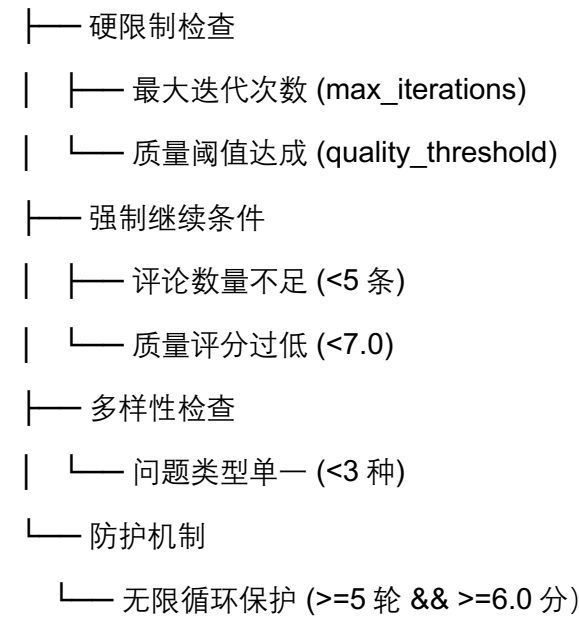 ├── 硬限制检查
│ ├── 最大迭代次数 (max_iterations)
│ └── 质量阈值达成 (quality_threshold)
├── 强制继续条件
│ ├── 评论数量不足 (<5 条)
│ └── 质量评分过低 (<7.0)
├── 多样性检查
│ └── 问题类型单一 (<3 种)
└── 防护机制
└── 无限循环保护 (>=5 轮 && >=6.0 分)